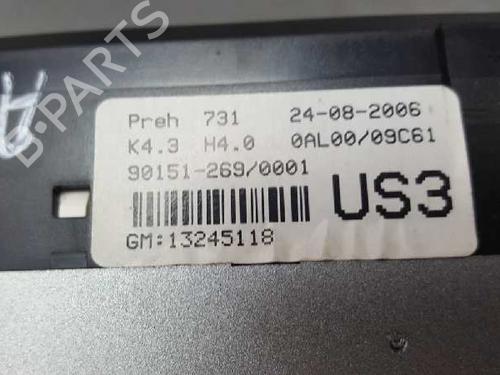 Preh 731 24-08-2006
K4.3 H4.0 0AL00/09C61
90151-269/0001
US3
GM:13245118
B-PARTS